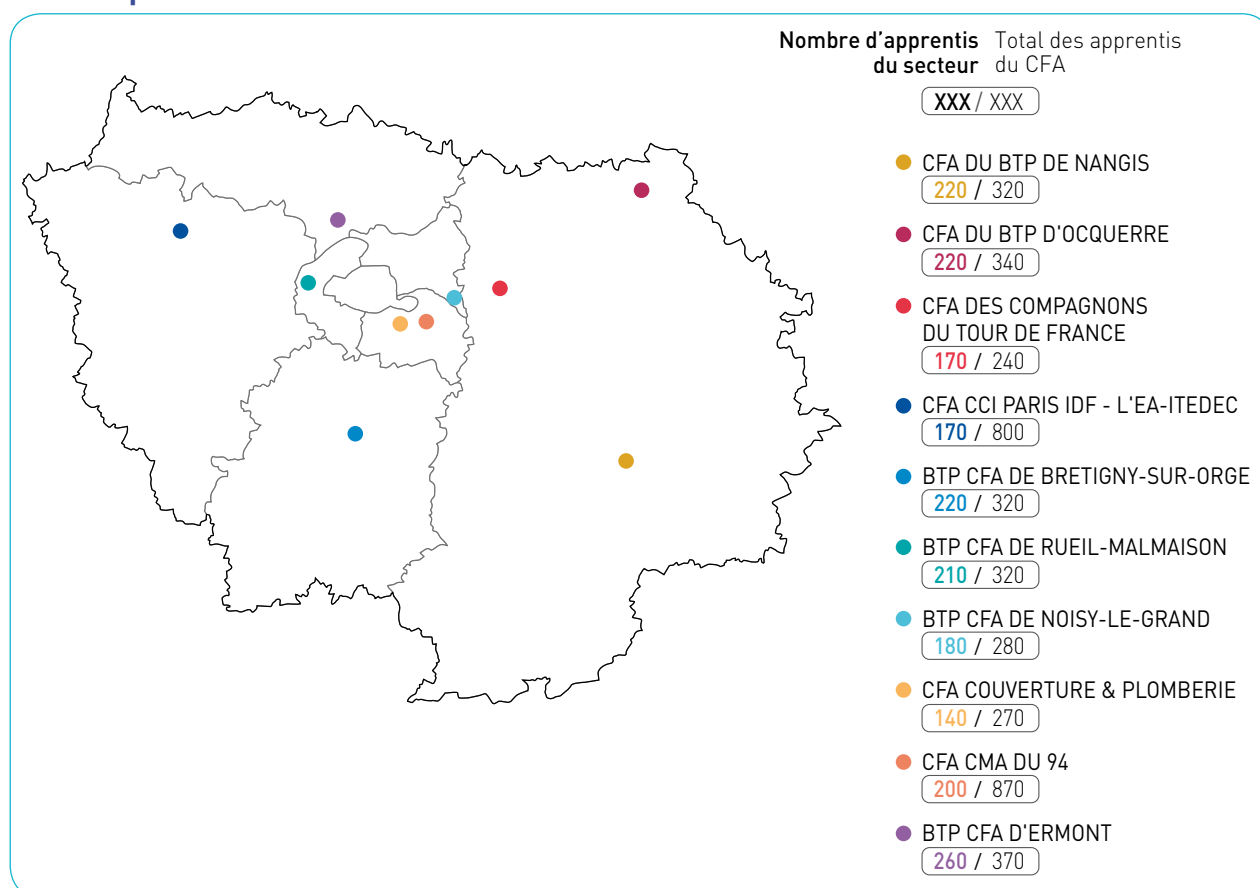 Nombre d'apprentis Total des apprentis
du secteur du CFA
XXX / XXX
CFA DU BTP DE NANGIS
220 / 320
CFA DU BTP D'OCQUERRE
220 / 340
CFA DES COMPAGNONS
DU TOUR DE FRANCE
170 / 240
CFA CCI PARIS IDF - L'EA-ITEDEC
170 / 800
BTP CFA DE BRETIGNY-SUR-ORGE
220 / 320
BTP CFA DE RUEIL-MALMAISON
210 / 320
BTP CFA DE NOISY-LE-GRAND
180 / 280
CFA COUVERTURE & PLOMBERIE
140 / 270
CFA CMA DU 94
200 / 870
BTP CFA D'ERMONT
260 / 370